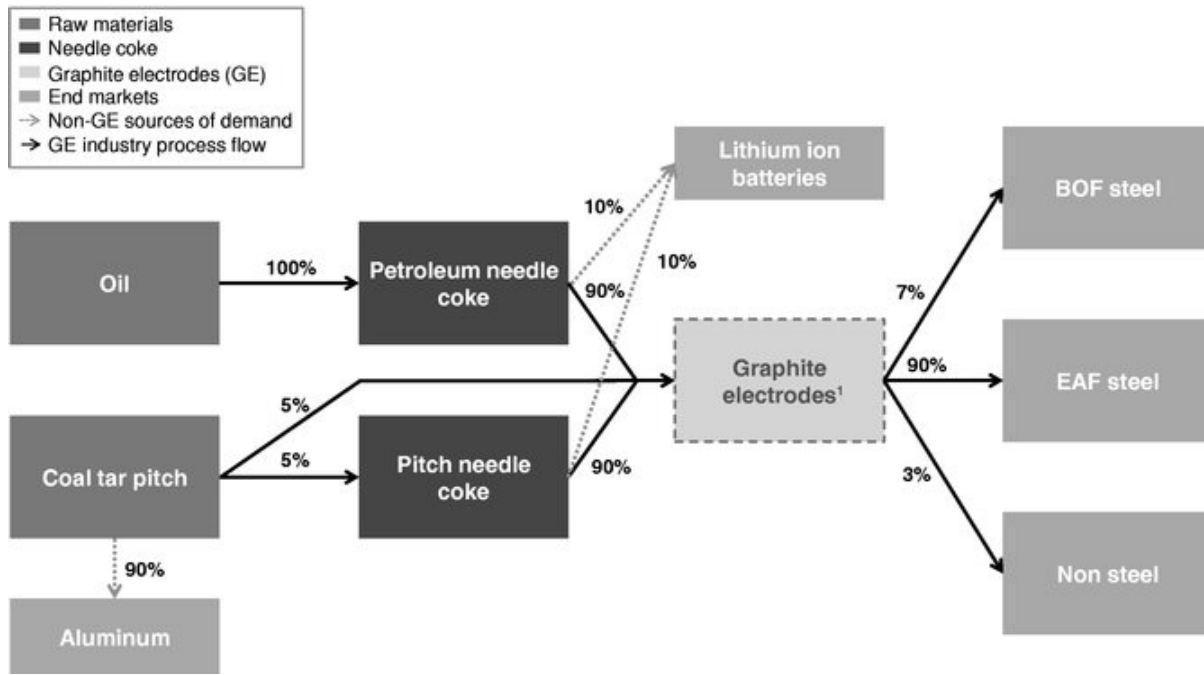 Raw materials
Needle coke
Graphite electrodes (GE)
End markets
Non-GE sources of demand
GE industry process flow
Lithium ion
batteries
BOF steel
10%
10%
Oil
100%
Petroleum needle
coke
90%
7%
Graphite
electrodes¹
90%
EAF steel
5%
Coal tar pitch
5%
Pitch needle
coke
90%
3%
Non steel
90%
Aluminum